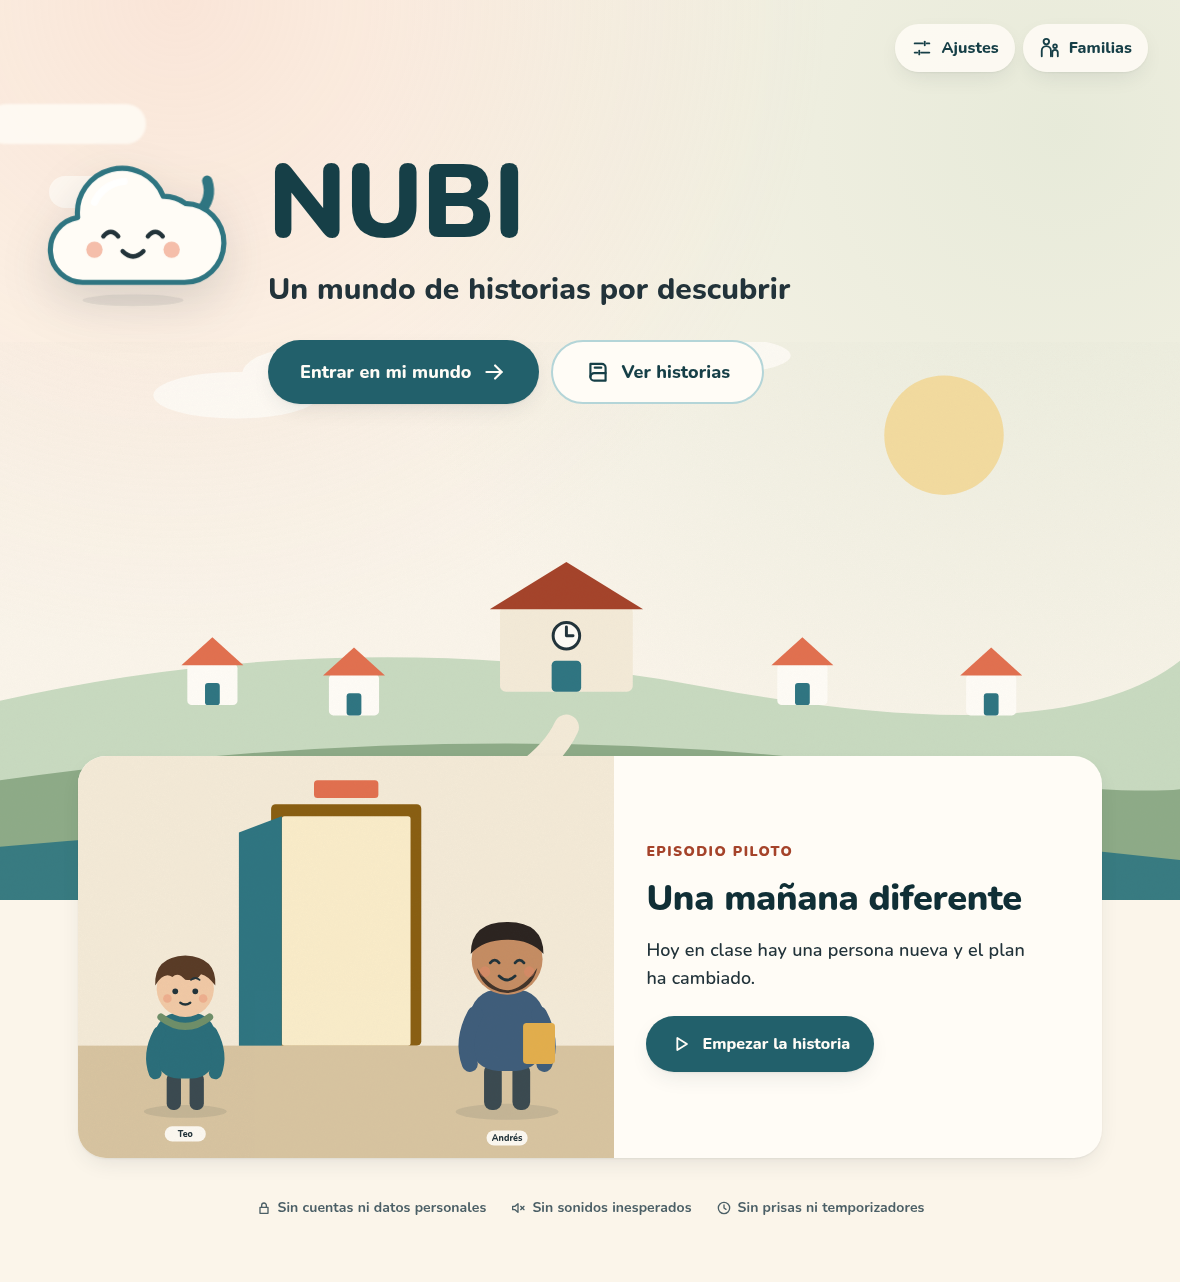 Ajustes
Familias
NUBI
Un mundo de historias por descubrir
Entrar en mi mundo
Ver historias
EPISODIO PILOTO
Una mañana diferente
Hoy en clase hay una persona nueva y el plan
ha cambiado.
Empezar la historia
Teo
Andrés
Sin cuentas ni datos personales
Sin sonidos inesperados
Sin prisas ni temporizadores